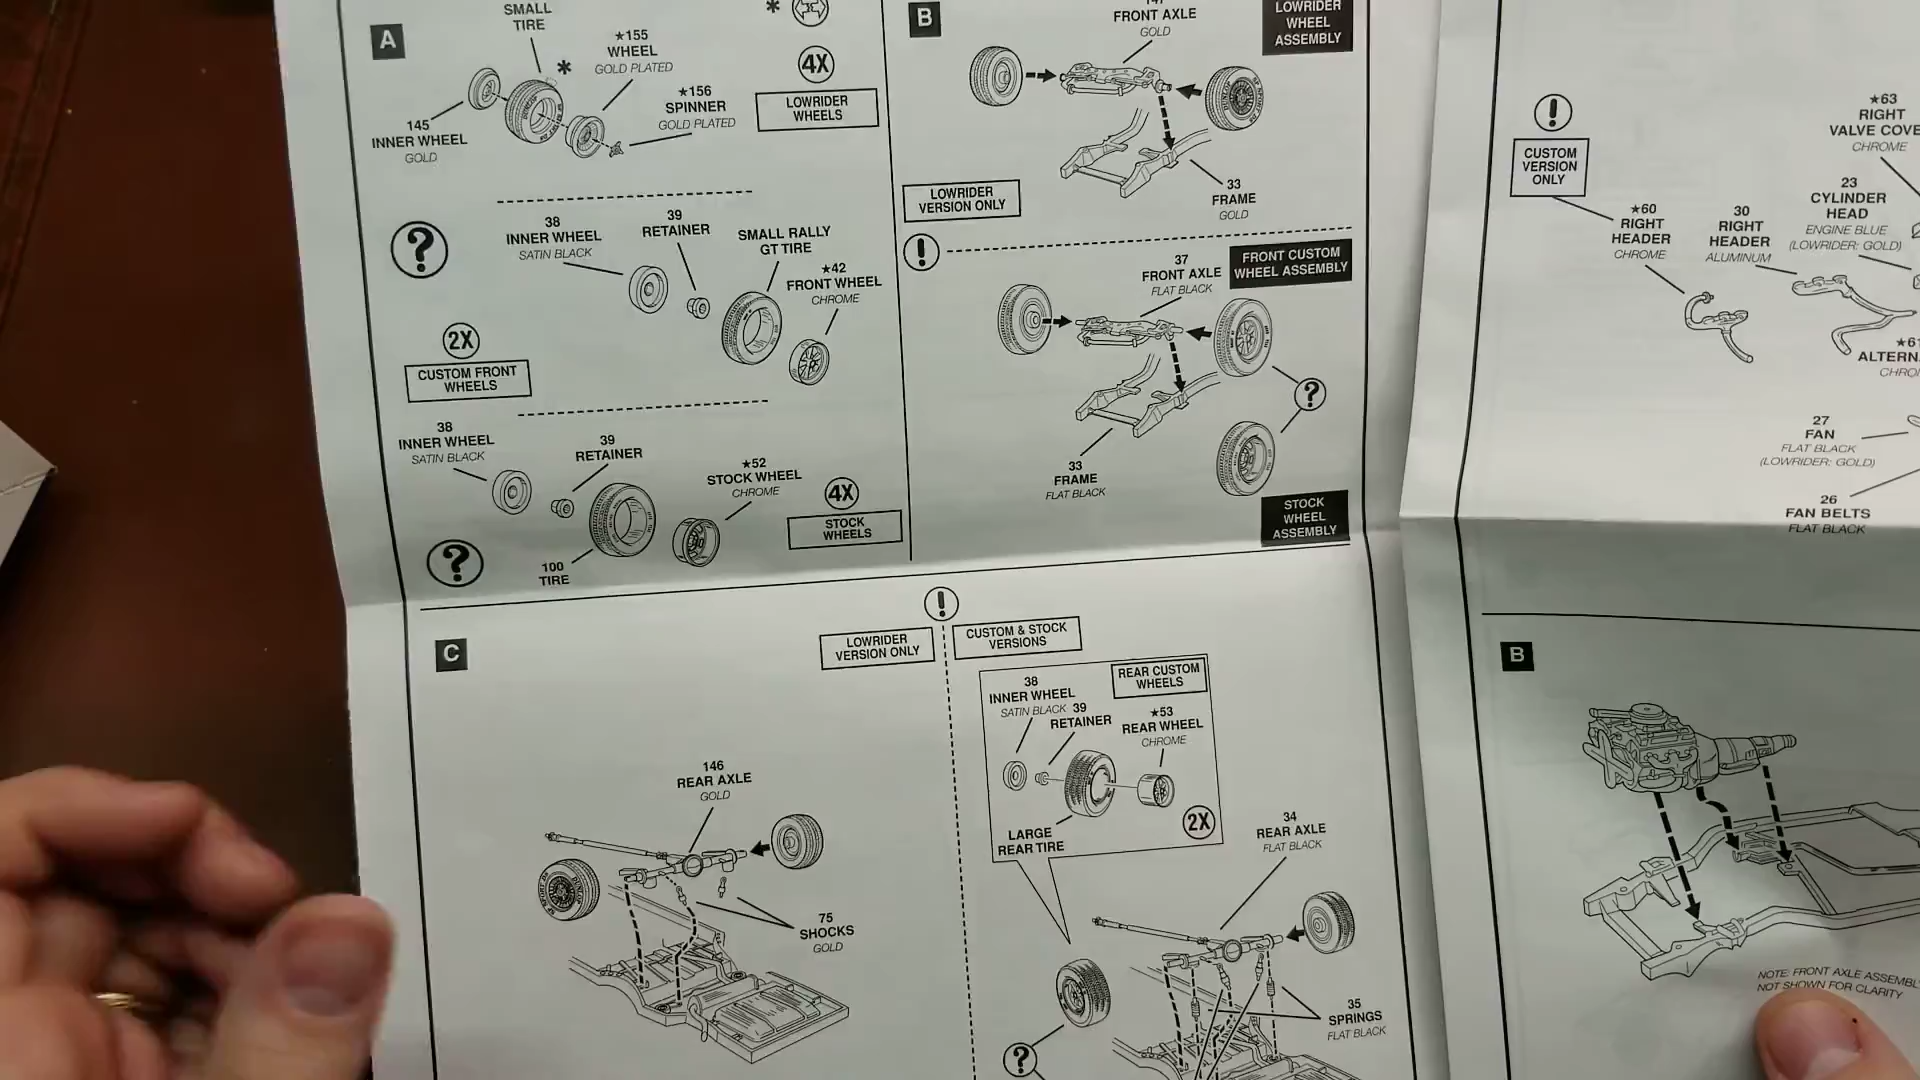 A
SMALL
TIRE
*
★155
WHEEL
GOLD PLATED
*
4X
LOWRIDER
WHEELS
★156
SPINNER
GOLD PLATED
145
INNER WHEEL
GOLD
?
38
INNER WHEEL
SATIN BLACK
39
RETAINER
SMALL RALLY
GT TIRE
★42
FRONT WHEEL
CHROME
2X
CUSTOM FRONT
WHEELS
38
INNER WHEEL
SATIN BLACK
39
RETAINER
★52
STOCK WHEEL
CHROME
4X
STOCK
WHEELS
?
100
TIRE
B
147
FRONT AXLE
GOLD
LOWRIDER
WHEEL
ASSEMBLY
LOWRIDER
VERSION ONLY
33
FRAME
GOLD
!
37
FRONT AXLE
FLAT BLACK
FRONT CUSTOM
WHEEL ASSEMBLY
?
33
FRAME
FLAT BLACK
STOCK
WHEEL
ASSEMBLY
C
!
LOWRIDER
VERSION ONLY
CUSTOM & STOCK
VERSIONS
146
REAR AXLE
GOLD
75
SHOCKS
GOLD
38
INNER WHEEL
SATIN BLACK
39
RETAINER
REAR CUSTOM
WHEELS
★53
REAR WHEEL
CHROME
LARGE
REAR TIRE
2X
34
REAR AXLE
FLAT BLACK
35
SPRINGS
FLAT BLACK
?
!
CUSTOM
VERSION
ONLY
★60
RIGHT
HEADER
CHROME
30
RIGHT
HEADER
ALUMINUM
★63
RIGHT
VALVE COVE
CHROME
23
CYLINDER
HEAD
ENGINE BLUE
(LOWRIDER: GOLD)
★61
ALTERN
CHRO
27
FAN
FLAT BLACK
(LOWRIDER: GOLD)
26
FAN BELTS
FLAT BLACK
B
NOTE: FRONT AXLE ASSEMBL
NOT SHOWN FOR CLARITY